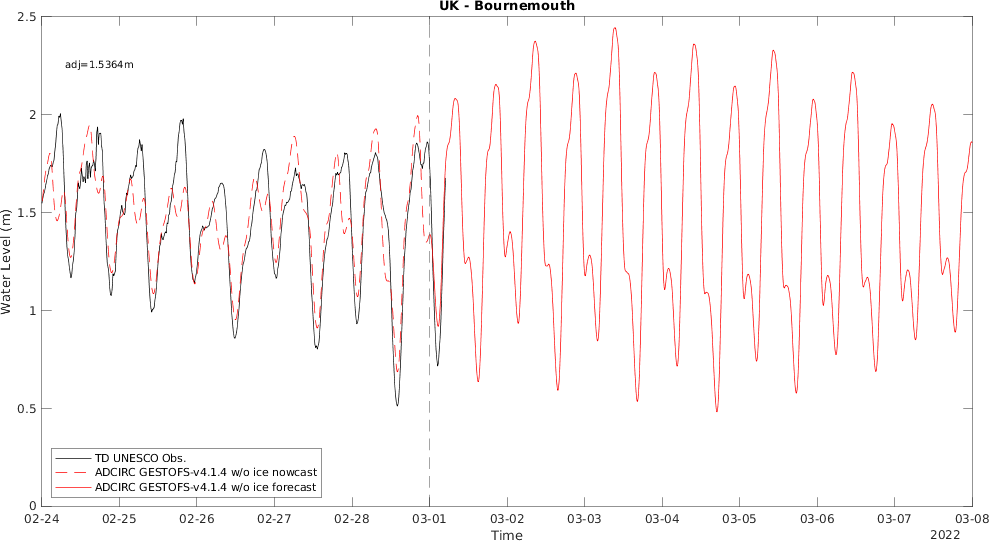 UK - Bournemouth
2.5
adj=1.5364m
2
1.5
1
0.5
0
Water Level (m)
TD UNESCO Obs.
ADCIRC GESTOFS-v4.1.4 w/o ice nowcast
ADCIRC GESTOFS-v4.1.4 w/o ice forecast
02-24 02-25 02-26 02-27 02-28 03-01 03-02 03-03 03-04 03-05 03-06 03-07 03-08
Time
2022